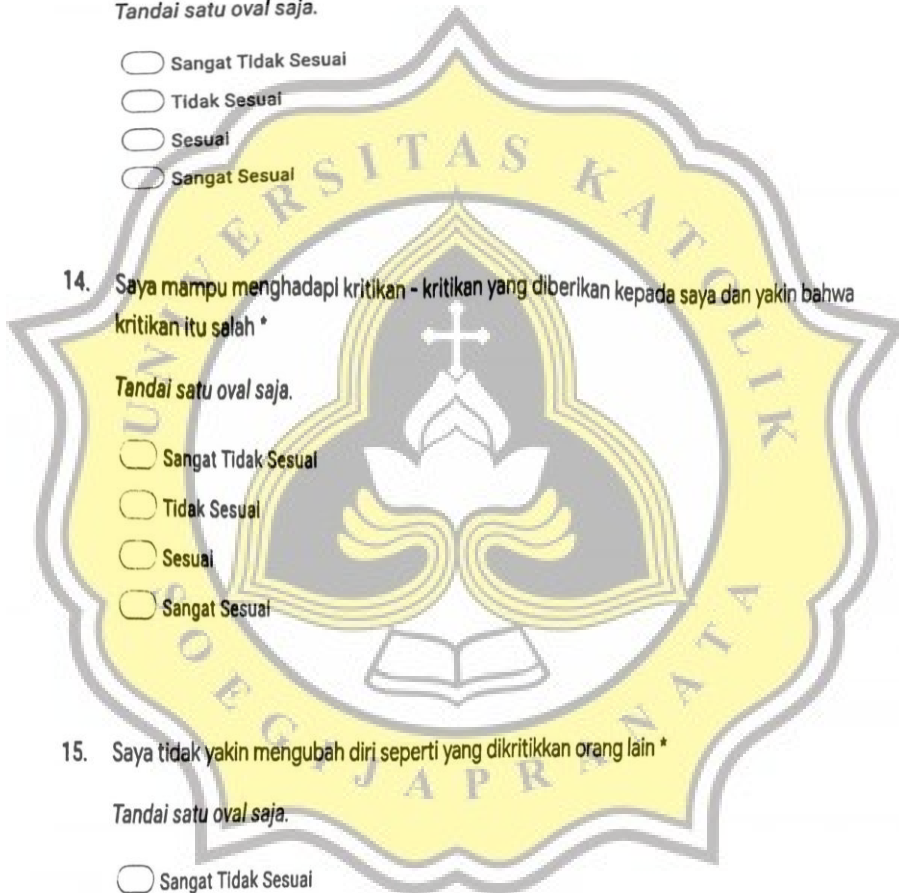 Tandai satu oval saja.
Sangat Tidak Sesuai
Tidak Sesuai
Sesuai
Sangat Sesuai
14. Saya mampu menghadapi kritikan - kritikan yang diberikan kepada saya dan yakin bahwa
kritikan itu salah *
Tandai satu oval saja.
Sangat Tidak Sesuai
Tidak Sesuai
Sesuai
Sangat Sesuai
15. Saya tidak yakin mengubah diri seperti yang dikritikkan orang lain *
Tandai satu oval saja.
Sangat Tidak Sesuai
UNIVERSITAS KATOLIK
SOEGIJAPRANATA